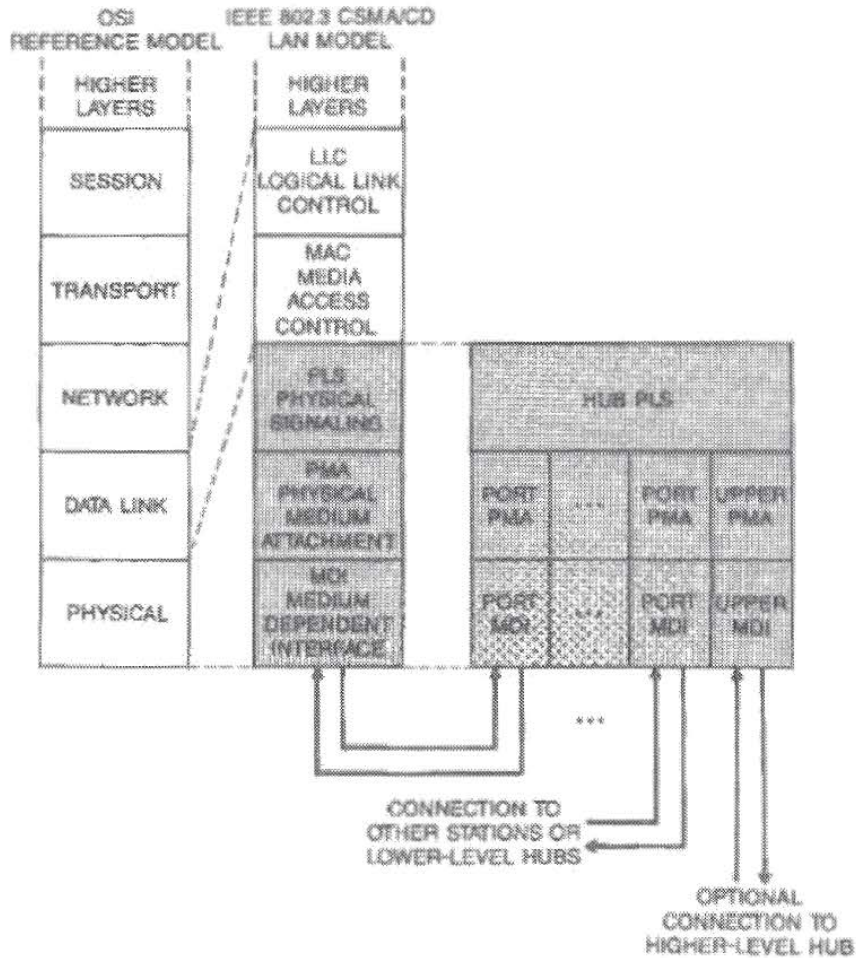 OSI
REFERENCE MODEL
IEEE 802.3 CSMA/CD
LAN MODEL
HIGHER
LAYERS
SESSION
TRANSPORT
NETWORK
DATA LINK
PHYSICAL
HIGHER
LAYERS
LLC
LOGICAL LINK
CONTROL
MAC
MEDIA
ACCESS
CONTROL
PLS
PHYSICAL
SIGNALING
PMA
PHYSICAL
MEDIUM
ATTACHMENT
MDI
MEDIUM
DEPENDENT
INTERFACE
HUB PLS
PORT
PMA
...
PORT
PMA
UPPER
PMA
PORT
MDI
...
PORT
MDI
UPPER
MDI
...
CONNECTION TO
OTHER STATIONS OR
LOWER-LEVEL HUBS
OPTIONAL
CONNECTION TO
HIGHER-LEVEL HUB